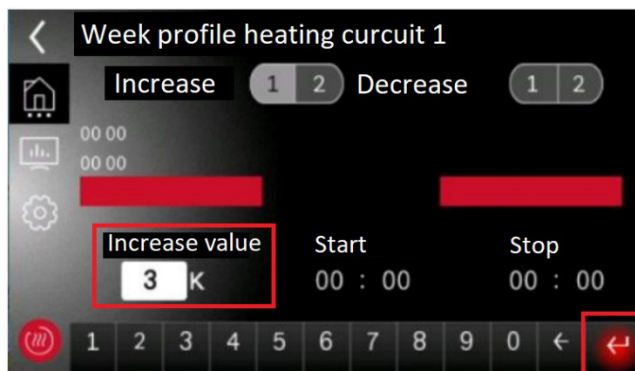 Week profile heating curcuit 1
Increase 1 2 Decrease 1 2
00 00
00 00
Increase value Start Stop
3 K 00 : 00 00 : 00
1 2 3 4 5 6 7 8 9 0 ← ↵